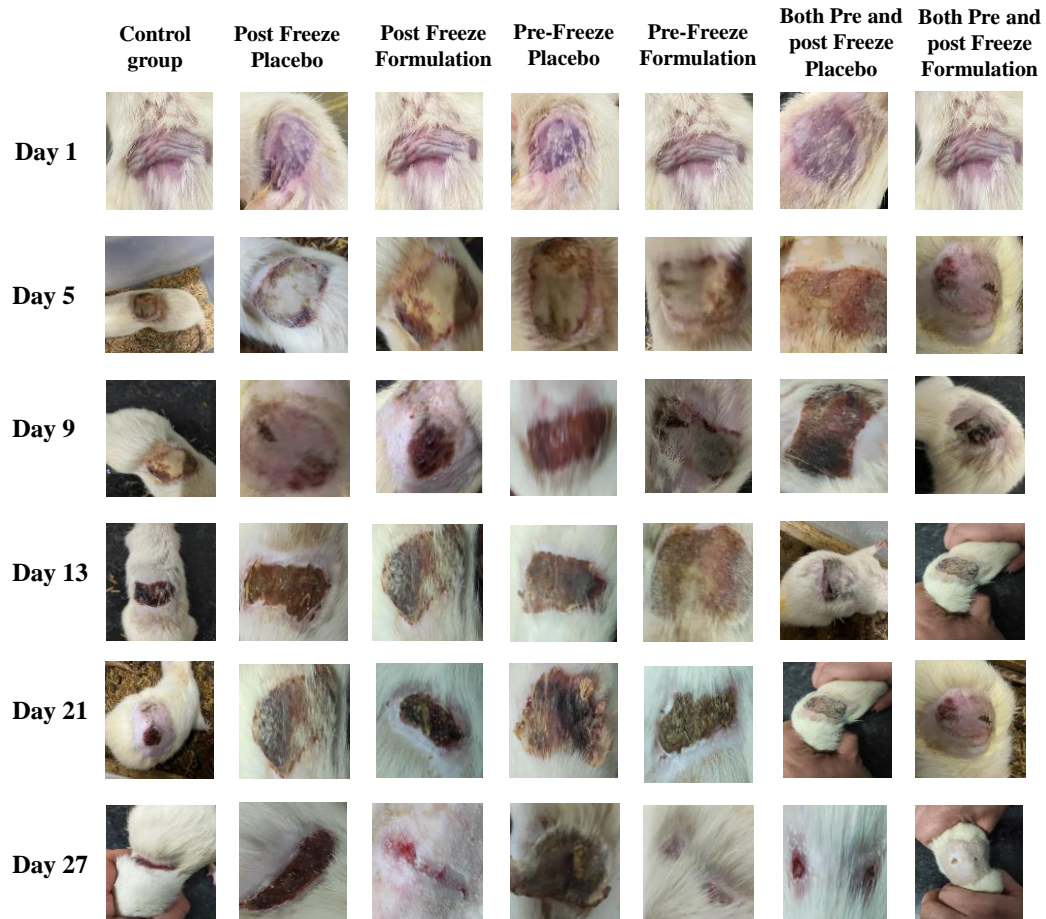 Control
group
Post Freeze
Placebo
Post Freeze
Formulation
Pre-Freeze
Placebo
Pre-Freeze
Formulation
Both Pre and
post Freeze
Placebo
Both Pre and
post Freeze
Formulation
Day 1
Day 5
Day 9
Day 13
Day 21
Day 27